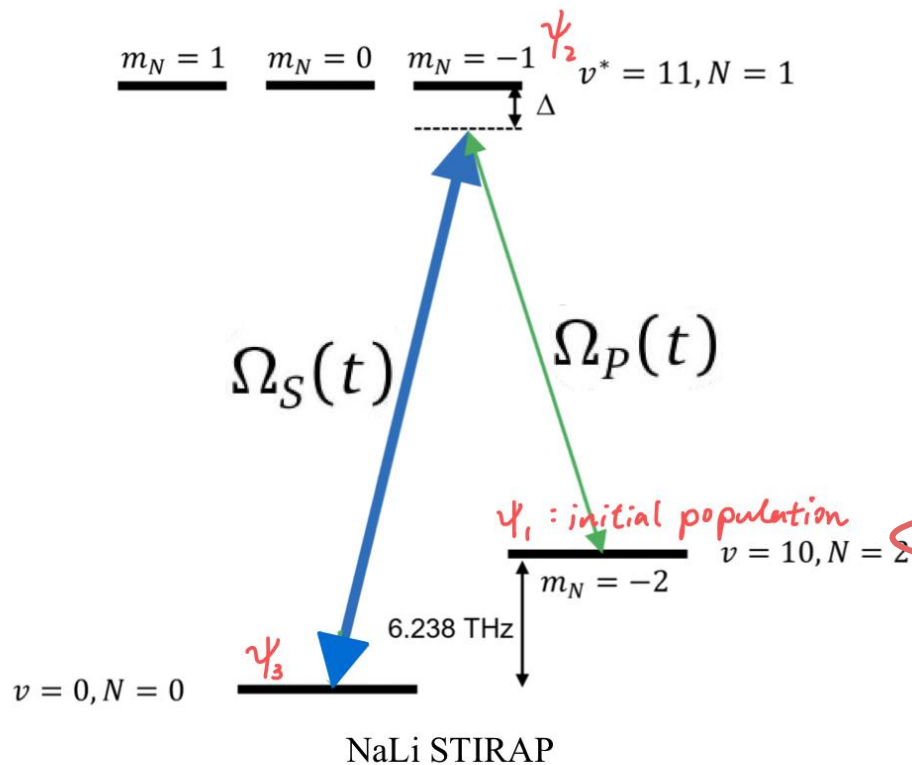 m_N = 1 m_N = 0 m_N = −1 ψ₂
v* = 11, N = 1
Δ
Ω_S(t) Ω_P(t)
ψ₁ : initial population
v = 10, N = 2
m_N = −2
6.238 THz
ψ₃
v = 0, N = 0
NaLi STIRAP